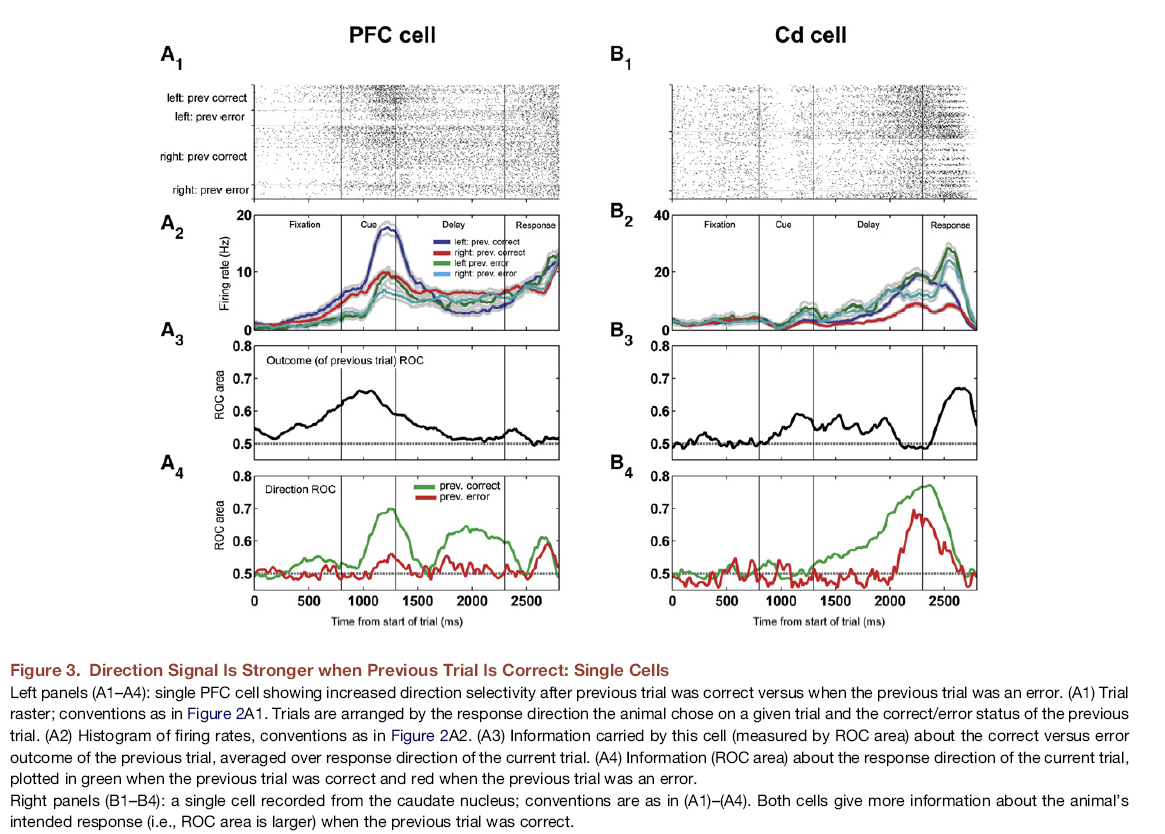 PFC cell
Cd cell
A1
B1
left: prev correct
left: prev error
right: prev correct
right: prev error
A2
B2
20
10
0
Firing rate (Hz)
Fixation
Cue
Delay
Response
left: prev. correct
right: prev. correct
left prev. error
right: prev. error
40
20
0
Fixation
Cue
Delay
Response
A3
B3
0.8
0.7
0.6
0.5
ROC area
Outcome (of previous trial) ROC
0.8
0.7
0.6
0.5
A4
B4
0.8
0.7
0.6
0.5
ROC area
Direction ROC
prev. correct
prev. error
0.8
0.7
0.6
0.5
0 500 1000 1500 2000 2500
Time from start of trial (ms)
0 500 1000 1500 2000 2500
Time from start of trial (ms)
Figure 3. Direction Signal Is Stronger when Previous Trial Is Correct: Single Cells
Left panels (A1–A4): single PFC cell showing increased direction selectivity after previous trial was correct versus when the previous trial was an error. (A1) Trial
raster; conventions as in Figure 2A1. Trials are arranged by the response direction the animal chose on a given trial and the correct/error status of the previous
trial. (A2) Histogram of firing rates, conventions as in Figure 2A2. (A3) Information carried by this cell (measured by ROC area) about the correct versus error
outcome of the previous trial, averaged over response direction of the current trial. (A4) Information (ROC area) about the response direction of the current trial,
plotted in green when the previous trial was correct and red when the previous trial was an error.
Right panels (B1–B4): a single cell recorded from the caudate nucleus; conventions are as in (A1)–(A4). Both cells give more information about the animal's
intended response (i.e., ROC area is larger) when the previous trial was correct.